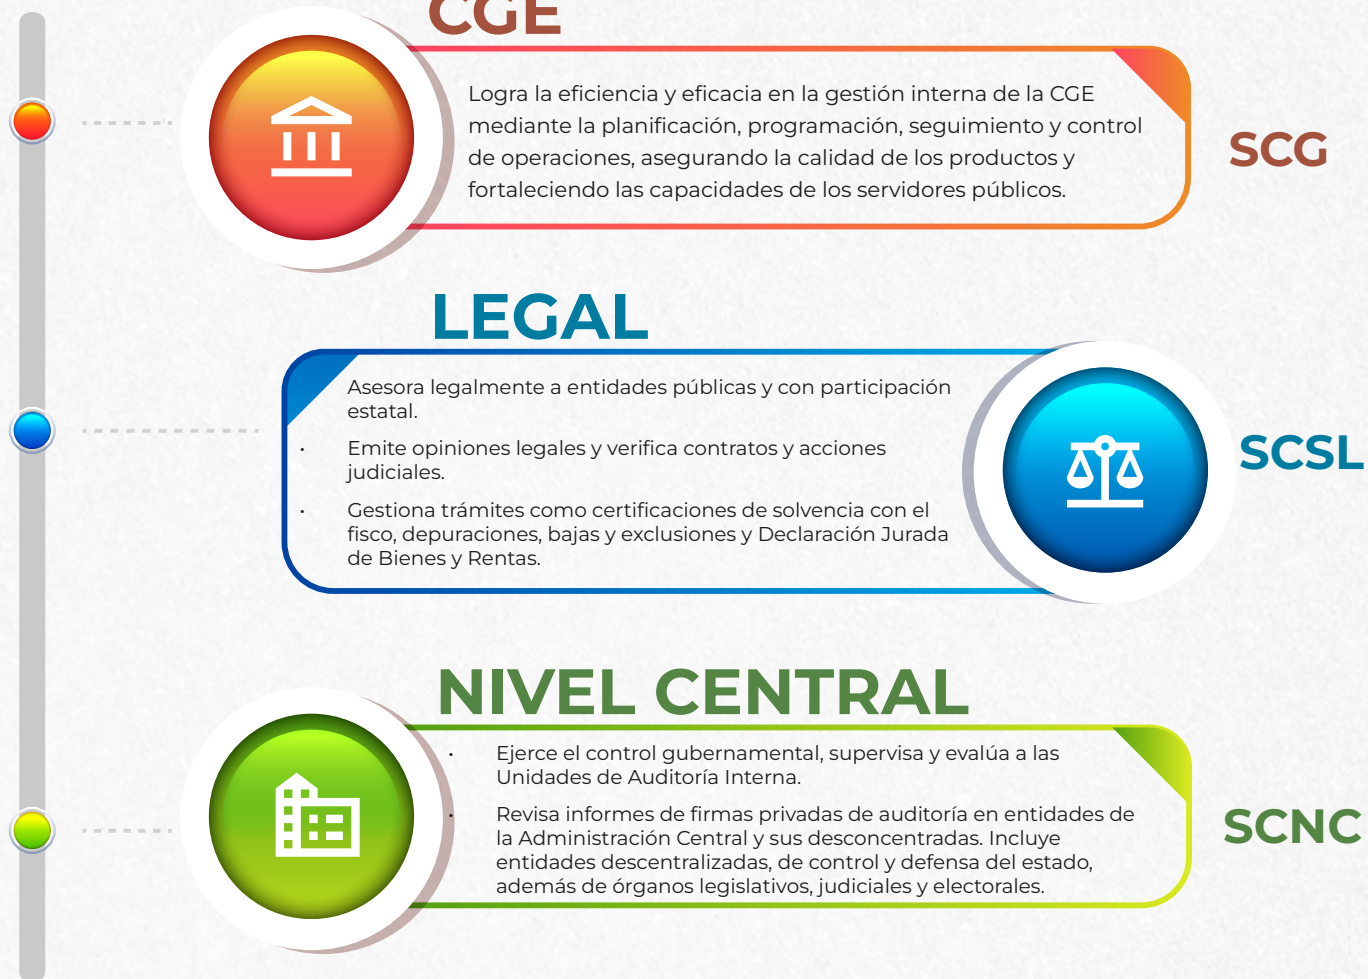 CGE
Logra la eficiencia y eficacia en la gestión interna de la CGE
mediante la planificación, programación, seguimiento y control
de operaciones, asegurando la calidad de los productos y
fortaleciendo las capacidades de los servidores públicos.
SCG
LEGAL
Asesora legalmente a entidades públicas y con participación
estatal.
• Emite opiniones legales y verifica contratos y acciones
judiciales.
• Gestiona trámites como certificaciones de solvencia con el
fisco, depuraciones, bajas y exclusiones y Declaración Jurada
de Bienes y Rentas.
SCSL
NIVEL CENTRAL
• Ejerce el control gubernamental, supervisa y evalúa a las
Unidades de Auditoría Interna.
• Revisa informes de firmas privadas de auditoría en entidades de
la Administración Central y sus desconcentradas. Incluye
entidades descentralizadas, de control y defensa del estado,
además de órganos legislativos, judiciales y electorales.
SCNC